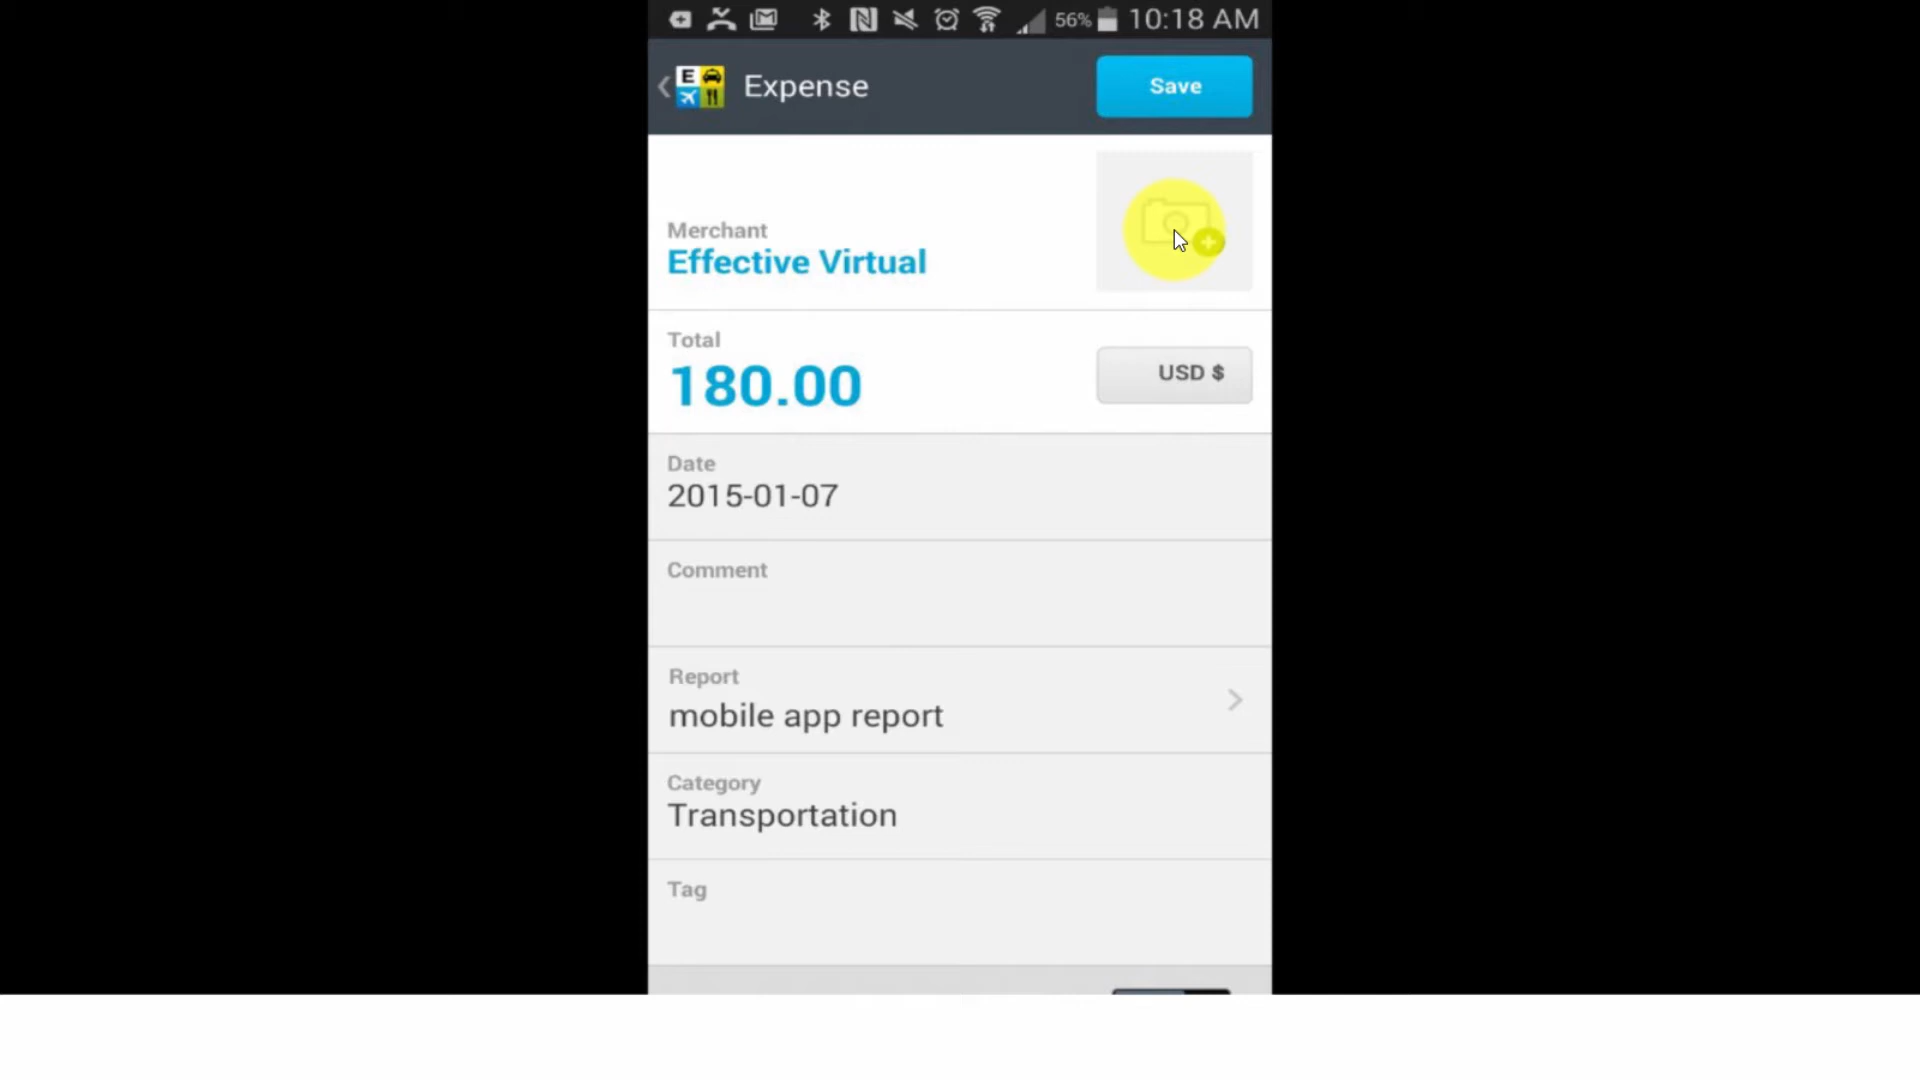 56% 10:18 AM
E Expense Save
Merchant
Effective Virtual
Total
180.00 USD $
Date
2015-01-07
Comment
Report
mobile app report
Category
Transportation
Tag